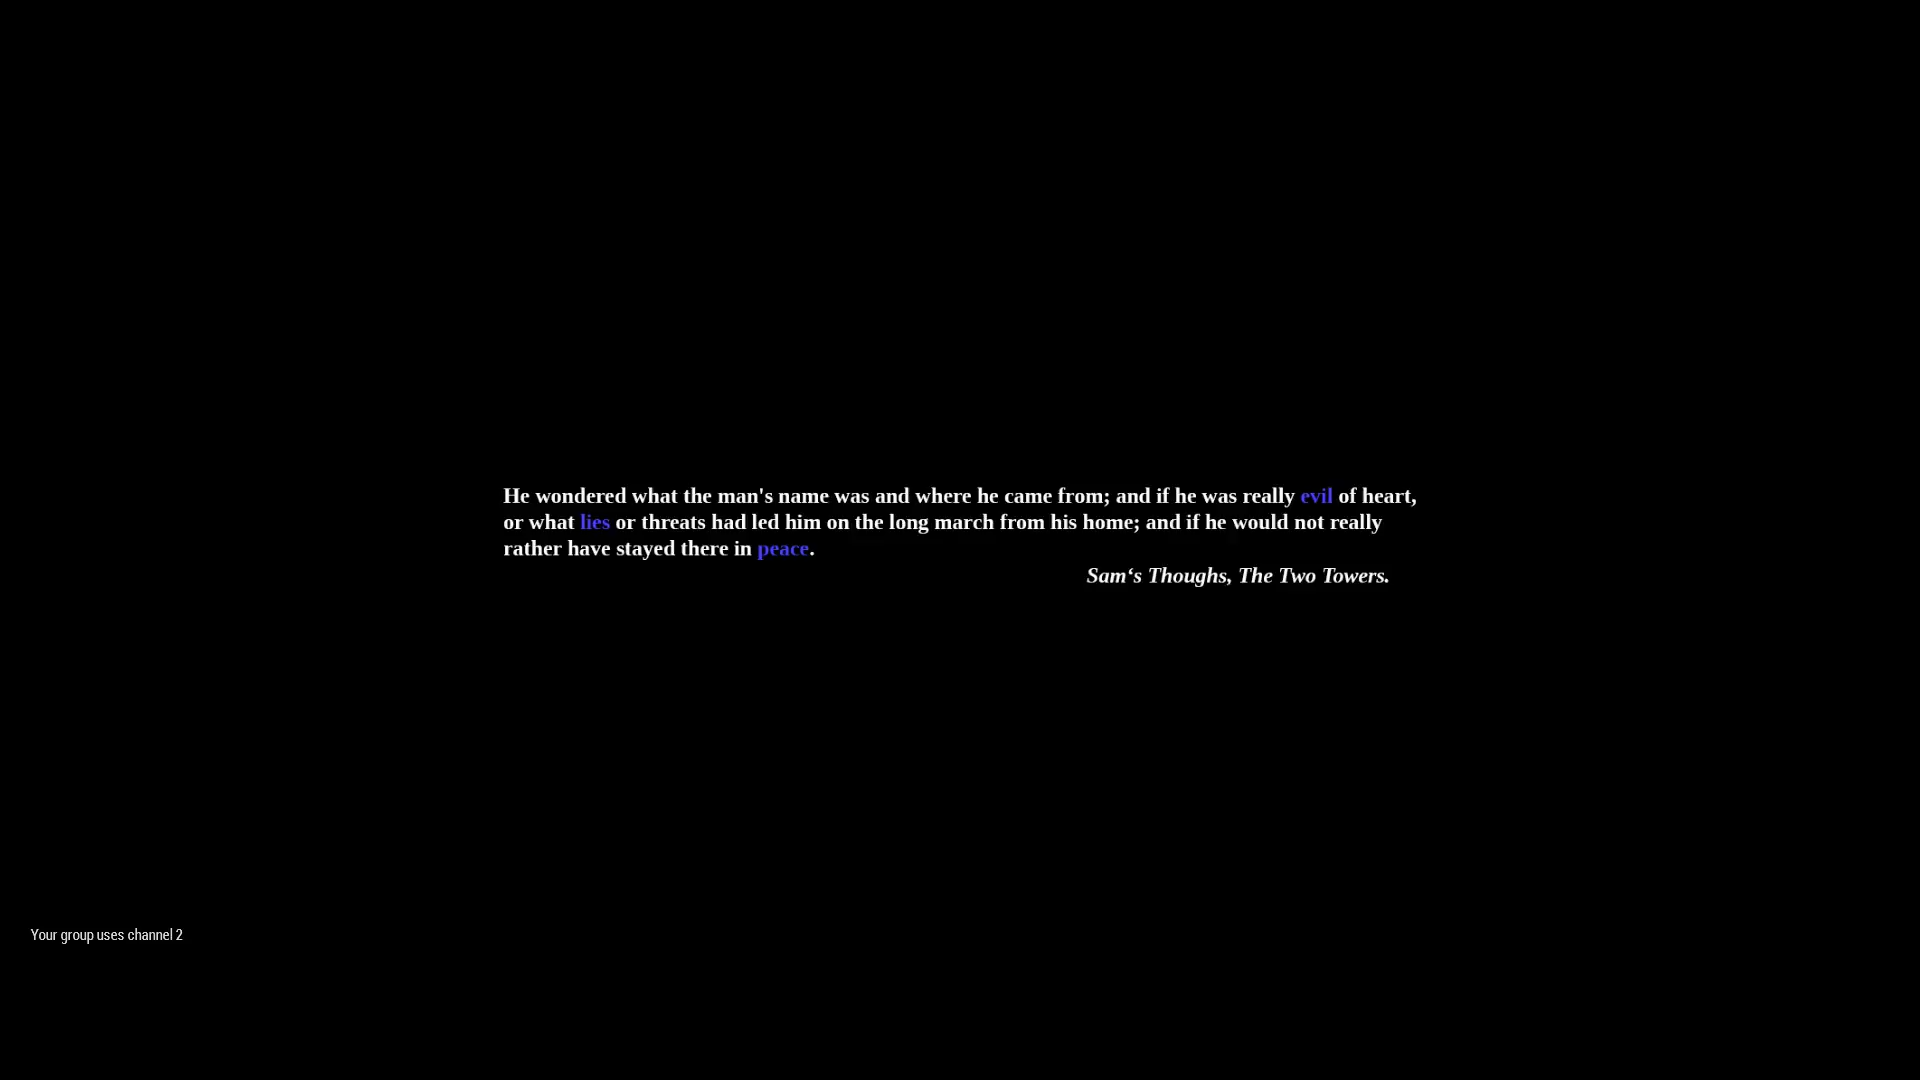 He wondered what the man's name was and where he came from; and if he was really evil of heart,
or what lies or threats had led him on the long march from his home; and if he would not really
rather have stayed there in peace.
Sam‘s Thoughs, The Two Towers.
Your group uses channel 2